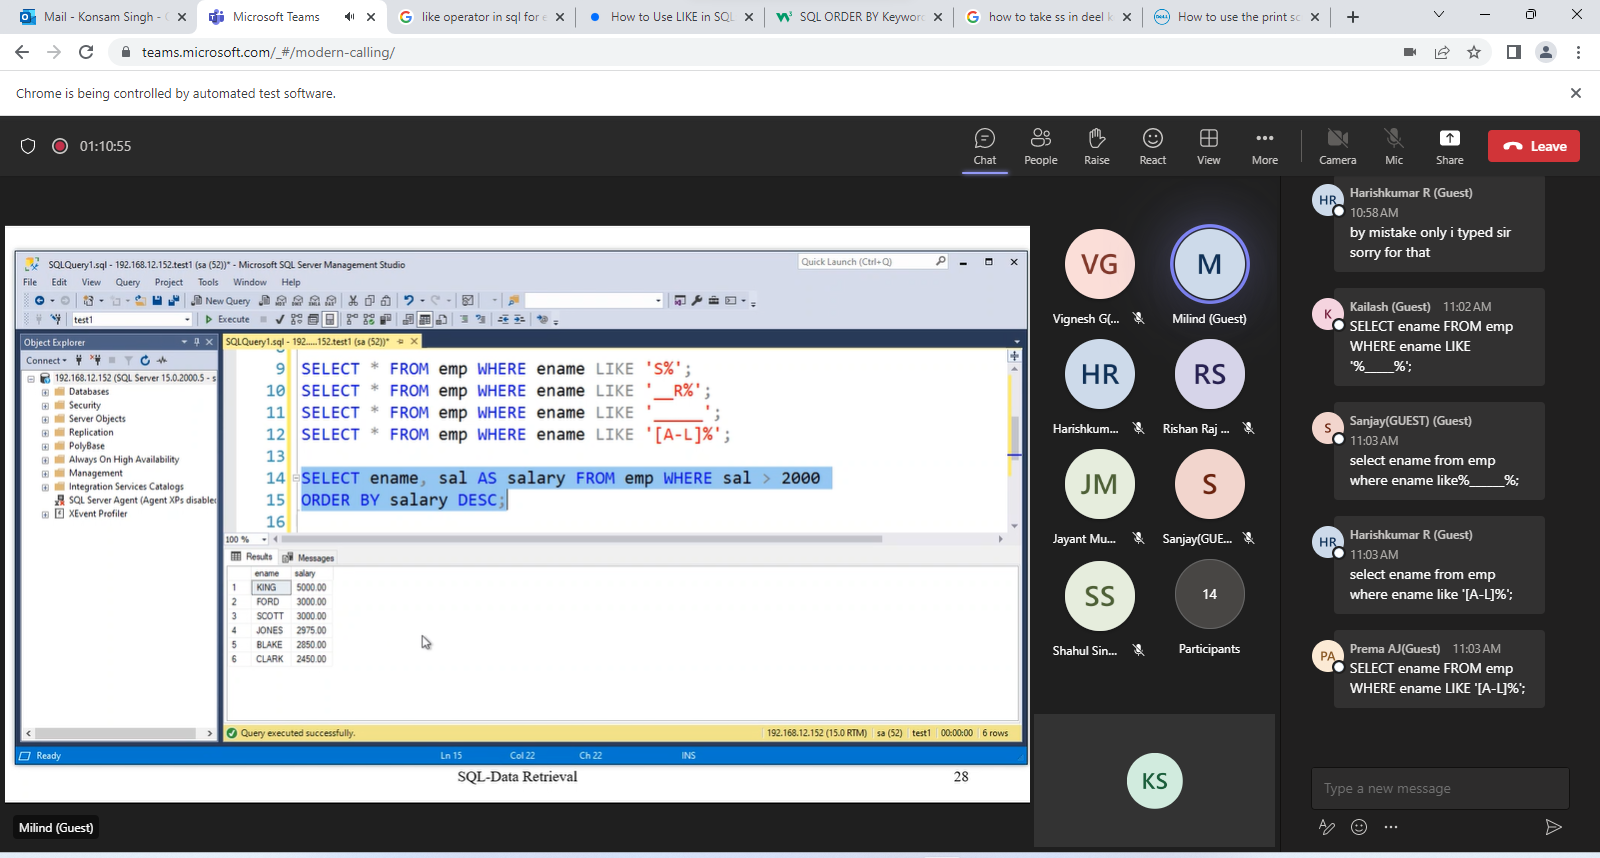 Mail - Konsam Singh -
Microsoft Teams
like operator in sql for e
How to Use LIKE in SQL
SQL ORDER BY Keyword
how to take ss in deel k
How to use the print sc
teams.microsoft.com/_#/modern-calling/
Chrome is being controlled by automated test software.
01:10:55
Chat
People
Raise
React
View
More
Camera
Mic
Share
Leave
SQLQuery1.sql - 192.168.12.152.test1 (sa (52))* - Microsoft SQL Server Management Studio
Quick Launch (Ctrl+Q)
File Edit View Query Project Tools Window Help
New Query
test1
Execute
Object Explorer
Connect
192.168.12.152 (SQL Server 15.0.2000.5 - s
Databases
Security
Server Objects
Replication
PolyBase
Always On High Availability
Management
Integration Services Catalogs
SQL Server Agent (Agent XPs disabled
XEvent Profiler
SQLQuery1.sql - 192.....152.test1 (sa (52))*
9 SELECT * FROM emp WHERE ename LIKE 'S%';
10 SELECT * FROM emp WHERE ename LIKE '__R%';
11 SELECT * FROM emp WHERE ename LIKE '_____';
12 SELECT * FROM emp WHERE ename LIKE '[A-L]%';
13
14 SELECT ename, sal AS salary FROM emp WHERE sal > 2000
15 ORDER BY salary DESC;
16
100 %
Results Messages
ename salary
1 KING 5000.00
2 FORD 3000.00
3 SCOTT 3000.00
4 JONES 2975.00
5 BLAKE 2850.00
6 CLARK 2450.00
Query executed successfully.
192.168.12.152 (15.0 RTM) sa (52) test1 00:00:00 6 rows
Ready
Ln 15 Col 22 Ch 22 INS
SQL-Data Retrieval 28
Milind (Guest)
VG
Vignesh G(...
M
Milind (Guest)
HR
Harishkum...
RS
Rishan Raj ...
JM
Jayant Mu...
S
Sanjay(GUE...
SS
Shahul Sin...
14
Participants
KS
HR
Harishkumar R (Guest)
10:58 AM
by mistake only i typed sir
sorry for that
K
Kailash (Guest) 11:02 AM
SELECT ename FROM emp
WHERE ename LIKE
'%_____%';
S
Sanjay(GUEST) (Guest)
11:03 AM
select ename from emp
where ename like%______%;
HR
Harishkumar R (Guest)
11:03 AM
select ename from emp
where ename like '[A-L]%';
PA
Prema AJ(Guest) 11:03 AM
SELECT ename FROM emp
WHERE ename LIKE '[A-L]%';
Type a new message